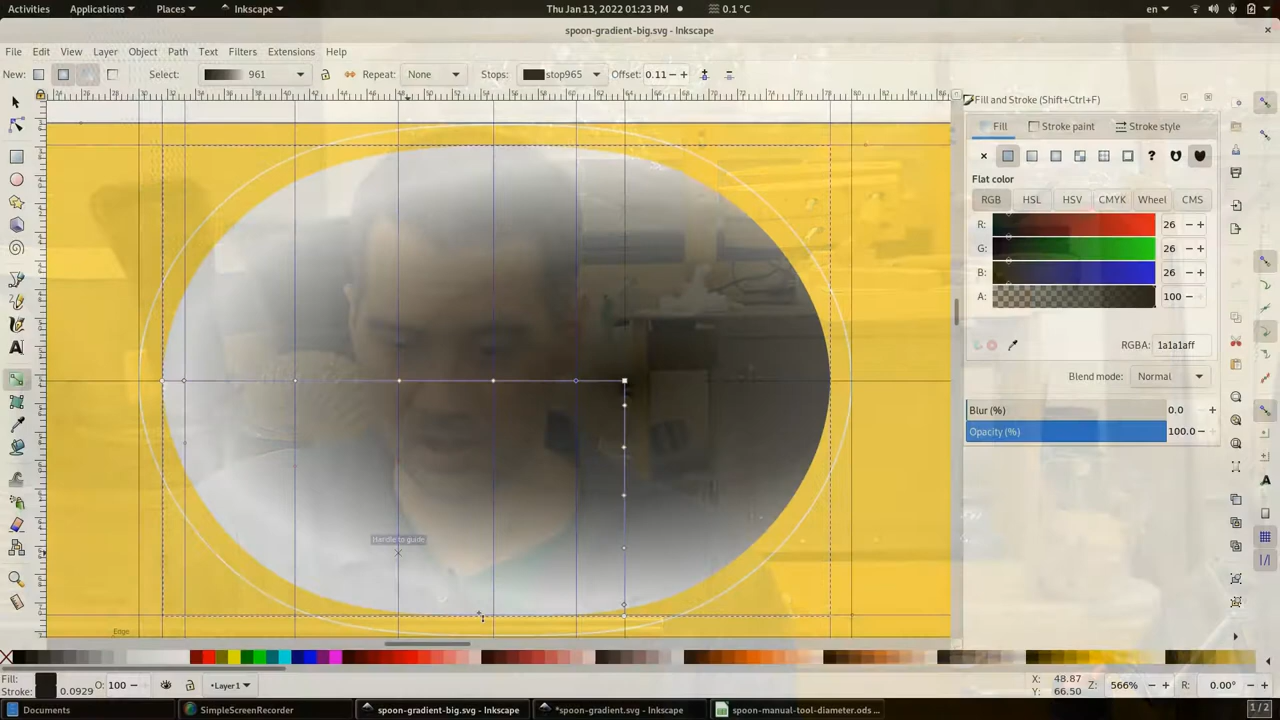 Activities Applications Places Inkscape Thu Jan 13, 2022 01:23 PM 0.1 °C en
spoon-gradient-big.svg - Inkscape
File Edit View Layer Object Path Text Filters Extensions Help
New: Select: 961 Repeat: None Stops: stop965 Offset: 0.11 − +
Fill and Stroke (Shift+Ctrl+F)
Fill Stroke paint Stroke style
Flat color
RGB HSL HSV CMYK Wheel CMS
R: 26 − +
G: 26 − +
B: 26 − +
A: 100 − +
RGBA: 1a1a1aff
Blend mode: Normal
Blur (%) 0.0 − +
Opacity (%) 100.0 − +
Handle to guide
Edge
Fill:
Stroke: 0.0929 O: 100 − + •Layer1 X: 48.87 Z: 566% − + R: 0.00° − +
Y: 66.50
Documents SimpleScreenRecorder spoon-gradient-big.svg - Inkscape *spoon-gradient.svg - Inkscape spoon-manual-tool-diameter.ods ... 1 / 2